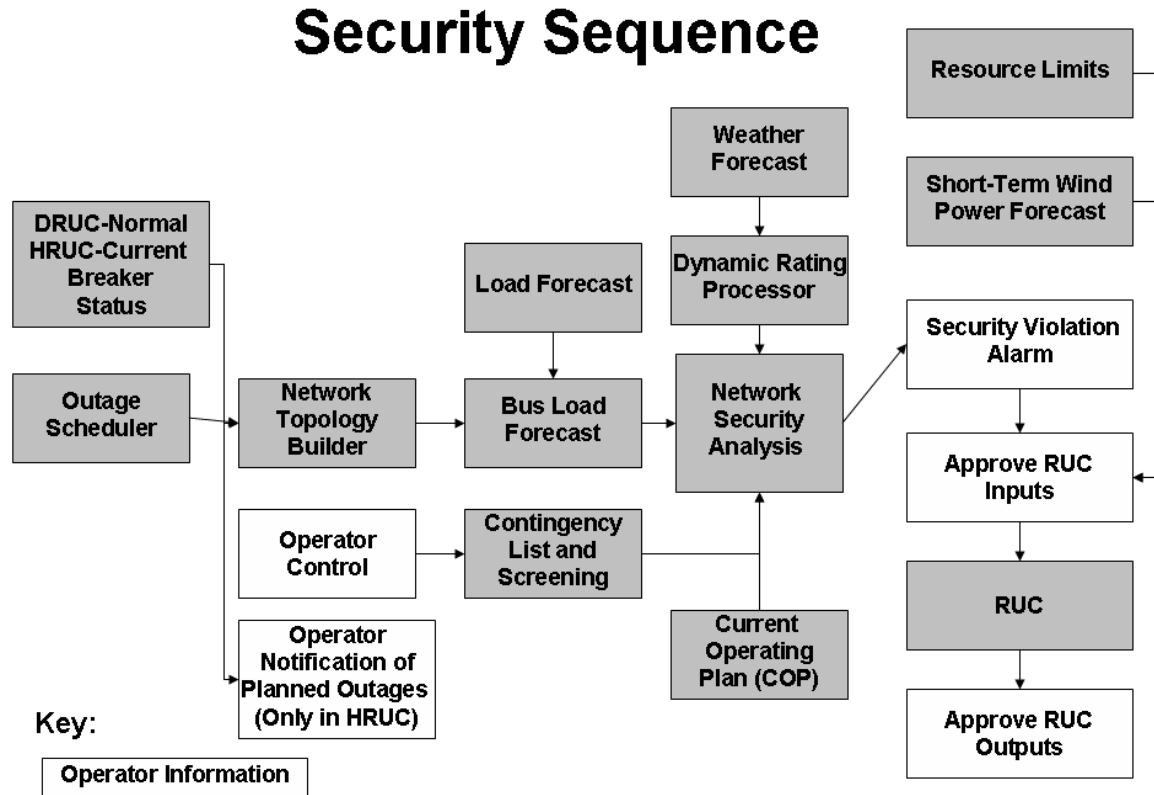 Security Sequence
Resource Limits
Weather
Forecast
Short-Term Wind
Power Forecast
DRUC-Normal
HRUC-Current
Breaker
Status
Load Forecast
Dynamic Rating
Processor
Security Violation
Alarm
Outage
Scheduler
Network
Topology
Builder
Bus Load
Forecast
Network
Security
Analysis
Approve RUC
Inputs
Operator
Control
Contingency
List and
Screening
RUC
Operator
Notification of
Planned Outages
(Only in HRUC)
Current
Operating
Plan (COP)
Approve RUC
Outputs
Key:
Operator Information